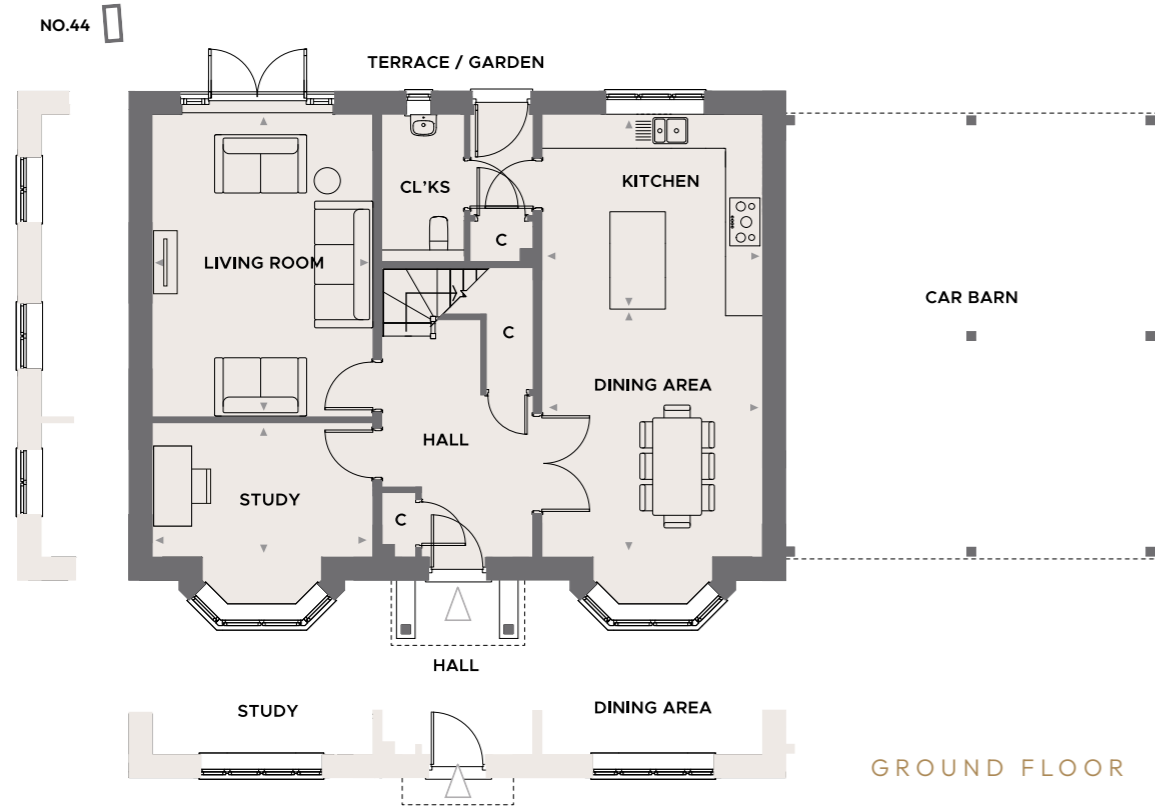 NO.44
TERRACE / GARDEN
CL'KS
KITCHEN
C
LIVING ROOM
CAR BARN
C
DINING AREA
HALL
STUDY
C
HALL
STUDY
DINING AREA
GROUND FLOOR